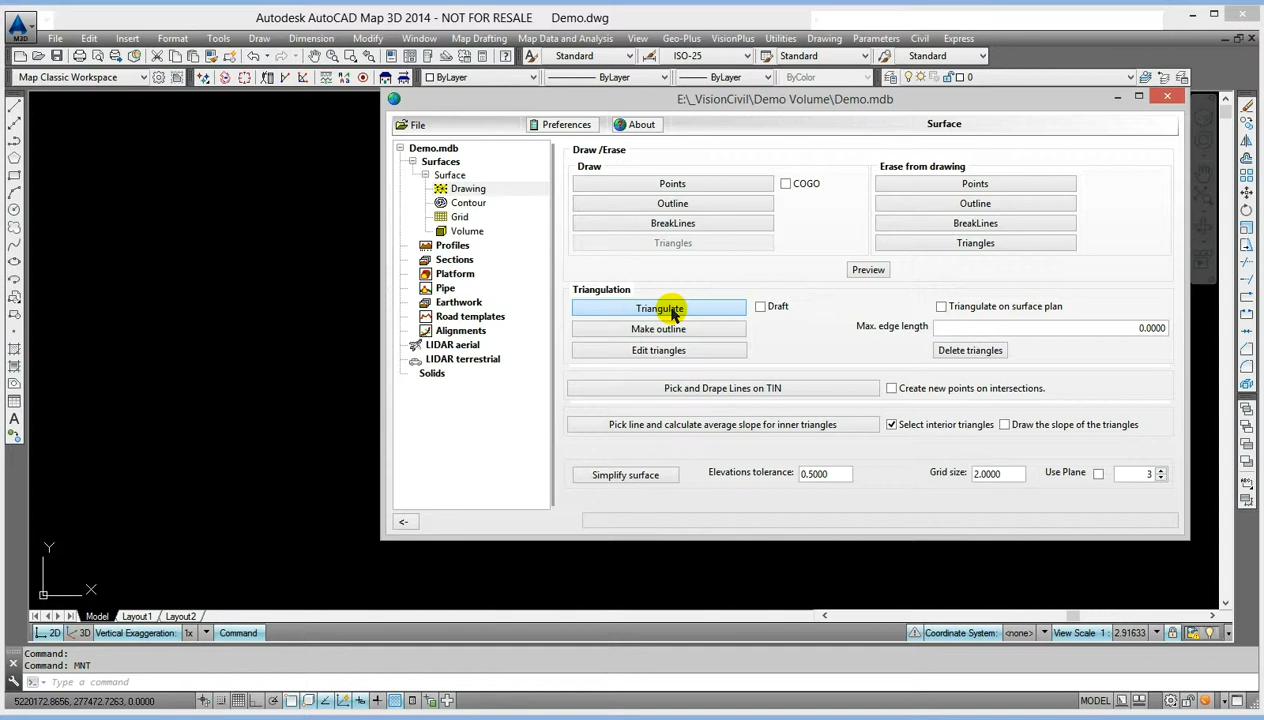 Autodesk AutoCAD Map 3D 2014 - NOT FOR RESALE Demo.dwg
M3D File Edit Insert Format Tools Draw Dimension Modify Window Map Drafting Map Data and Analysis View GeoVision VisionPlus Utilities Drawing Parameters Civil Express
Standard ISO-25 Standard Standard
Map Classic Workspace ByLayer ByLayer ByLayer ByColor 0
E:\_VisionCivil\Demo Volume\Demo.mdb
File Preferences About Surface
Demo.mdb
Surfaces
Surface
Drawing
Contour
Grid
Volume
Profiles
Sections
Platform
Pipe
Earthwork
Road templates
Alignments
LIDAR aerial
LIDAR terrestrial
Solids
<-
Draw /Erase
Draw Erase from drawing
Points COGO Points
Outline Outline
BreakLines BreakLines
Triangles Triangles
Preview
Triangulation
Triangulate Draft Triangulate on surface plan
Make outline Max. edge length 0.0000
Edit triangles Delete triangles
Pick and Drape Lines on TIN Create new points on intersections.
Pick line and calculate average slope for inner triangles Select interior triangles Draw the slope of the triangles
Simplify surface Elevations tolerance: 0.5000 Grid size: 2.0000 Use Plane 3
Y
X
Model Layout1 Layout2
2D 3D Vertical Exaggeration: 1x Command Coordinate System: <none> View Scale 1 : 2.91633
Command:
Command: MNT
Type a command
5220172.8656, 277472.7263, 0.0000 MODEL